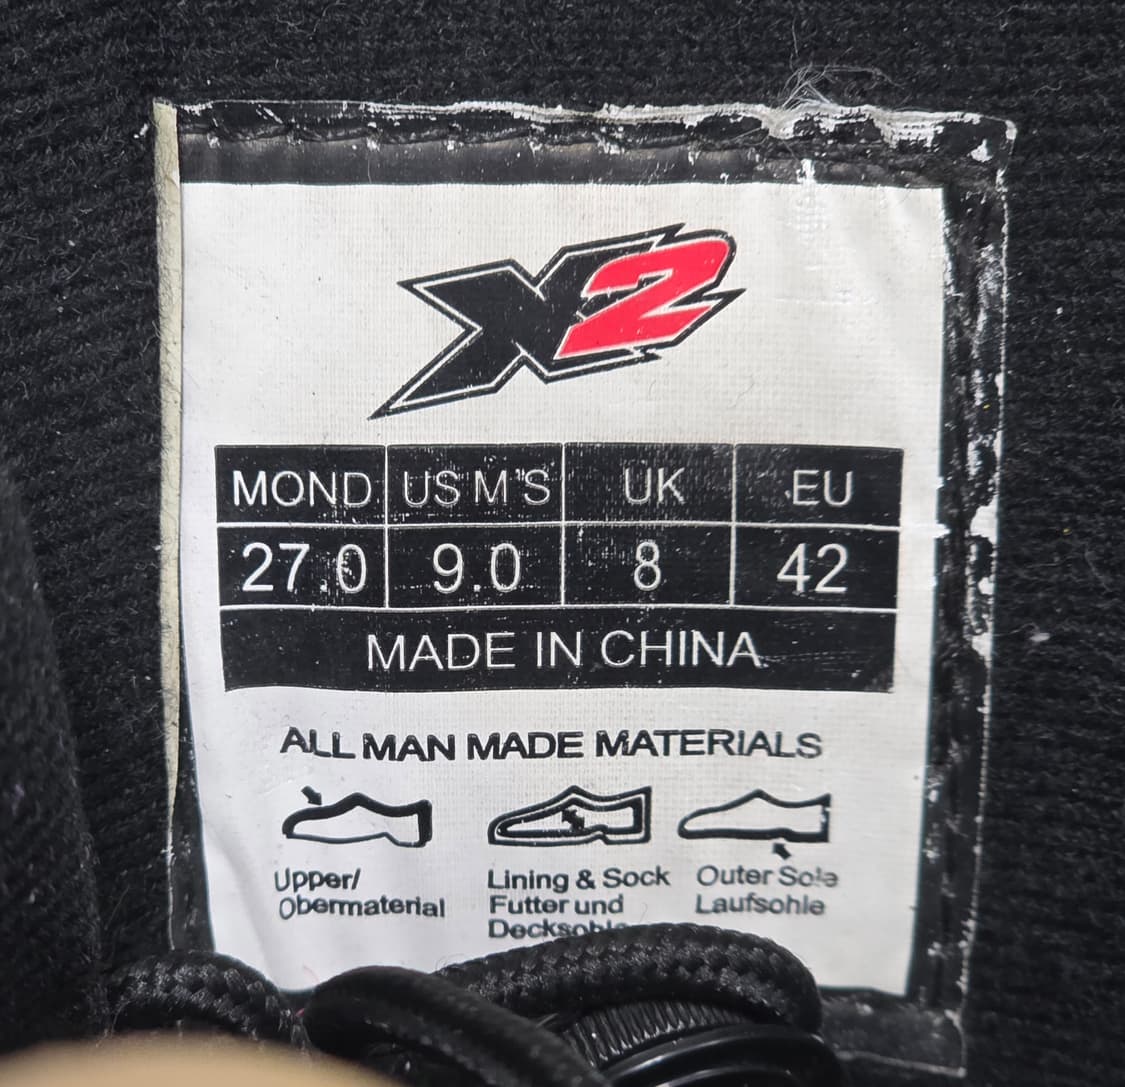 X2
MOND US M'S UK EU
27.0 9.0 8 42
MADE IN CHINA
ALL MAN MADE MATERIALS
Upper/
Obermaterial
Lining & Sock
Futter und
Outer Sole
Laufsohle